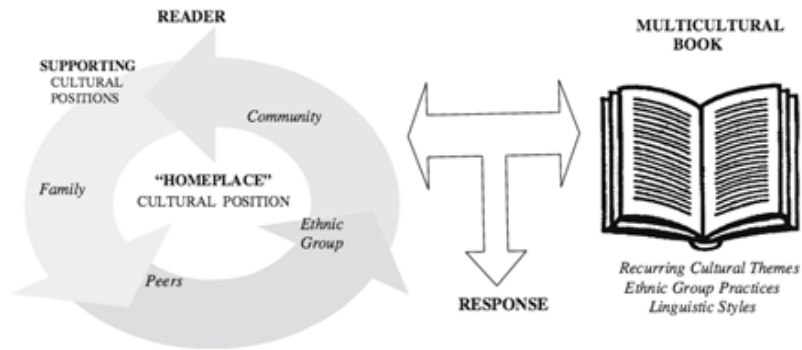 READER
SUPPORTING
CULTURAL
POSITIONS
Community
Family
“HOMEPLACE”
CULTURAL POSITION
Ethnic
Group
Peers
RESPONSE
MULTICULTURAL
BOOK
Recurring Cultural Themes
Ethnic Group Practices
Linguistic Styles